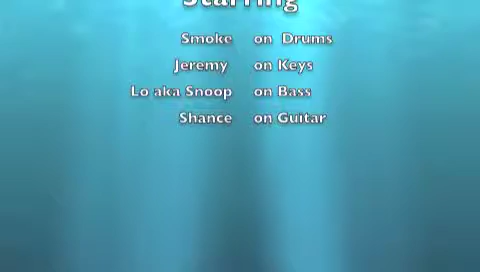 Starring
Smoke on Drums
Jeremy on Keys
Lo aka Snoop on Bass
Shance on Guitar